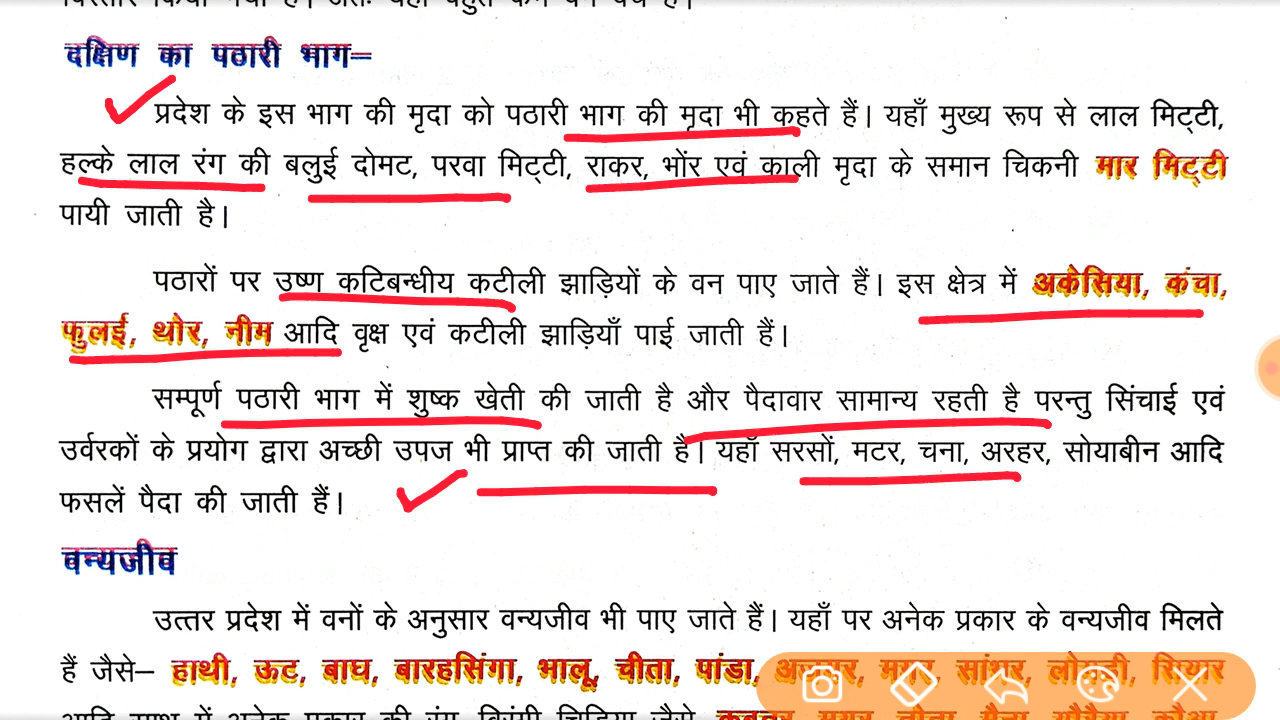 दक्षिण का पठारी भाग–
प्रदेश के इस भाग की मृदा को पठारी भाग की मृदा भी कहते हैं। यहाँ मुख्य रूप से लाल मिट्टी,
हल्के लाल रंग की बलुई दोमट, परवा मिट्टी, राकर, भोंर एवं काली मृदा के समान चिकनी मार मिट्टी
पायी जाती है।
पठारों पर उष्ण कटिबन्धीय कटीली झाड़ियों के वन पाए जाते हैं। इस क्षेत्र में अकेसिया, कंचा,
फुलई, थोर, नीम आदि वृक्ष एवं कटीली झाड़ियाँ पाई जाती हैं।
सम्पूर्ण पठारी भाग में शुष्क खेती की जाती है और पैदावार सामान्य रहती है परन्तु सिंचाई एवं
उर्वरकों के प्रयोग द्वारा अच्छी उपज भी प्राप्त की जाती है। यहाँ सरसों, मटर, चना, अरहर, सोयाबीन आदि
फसलें पैदा की जाती हैं।
वन्यजीव
उत्तर प्रदेश में वनों के अनुसार वन्यजीव भी पाए जाते हैं। यहाँ पर अनेक प्रकार के वन्यजीव मिलते
हैं जैसे– हाथी, ऊट, बाघ, बारहसिंगा, भालू, चीता, पांडा,